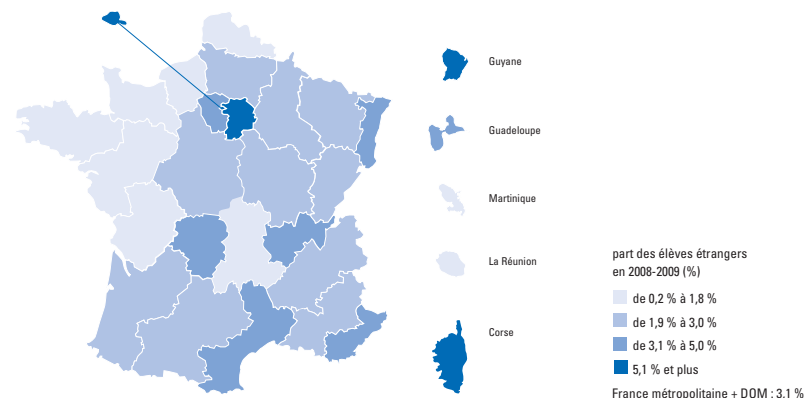 Guyane
Guadeloupe
Martinique
La Réunion
Corse
part des élèves étrangers
en 2008-2009 (%)
de 0,2 % à 1,8 %
de 1,9 % à 3,0 %
de 3,1 % à 5,0 %
5,1 % et plus
France métropolitaine + DOM : 3,1 %